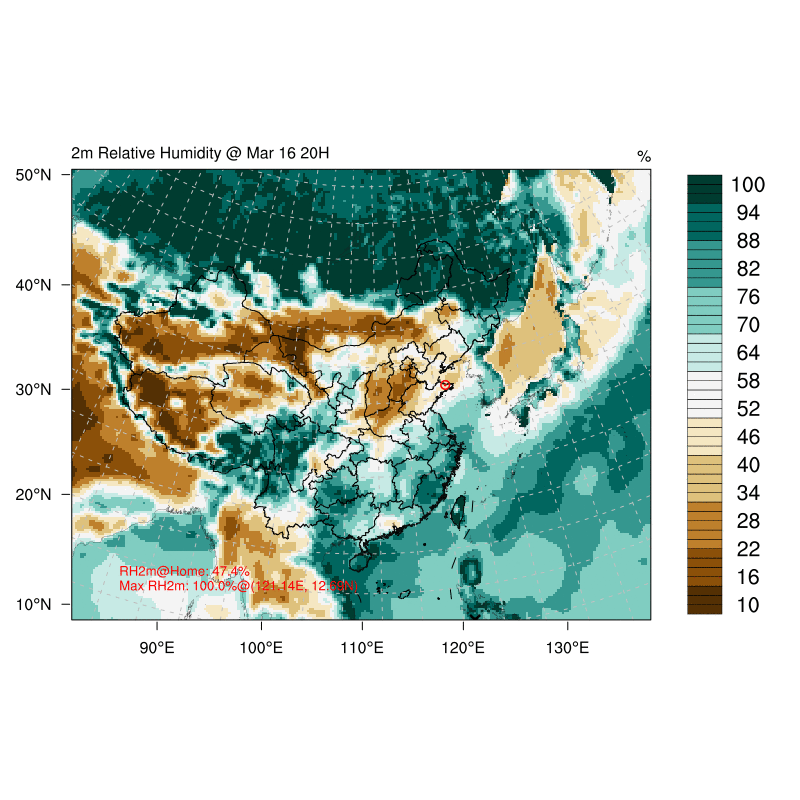 2m Relative Humidity @ Mar 16 20H
%
50°N
40°N
30°N
20°N
10°N
90°E
100°E
110°E
120°E
130°E
100
94
88
82
76
70
64
58
52
46
40
34
28
22
16
10
RH2m@Home: 47.4%
Max RH2m: 100.0%@(121.14E,